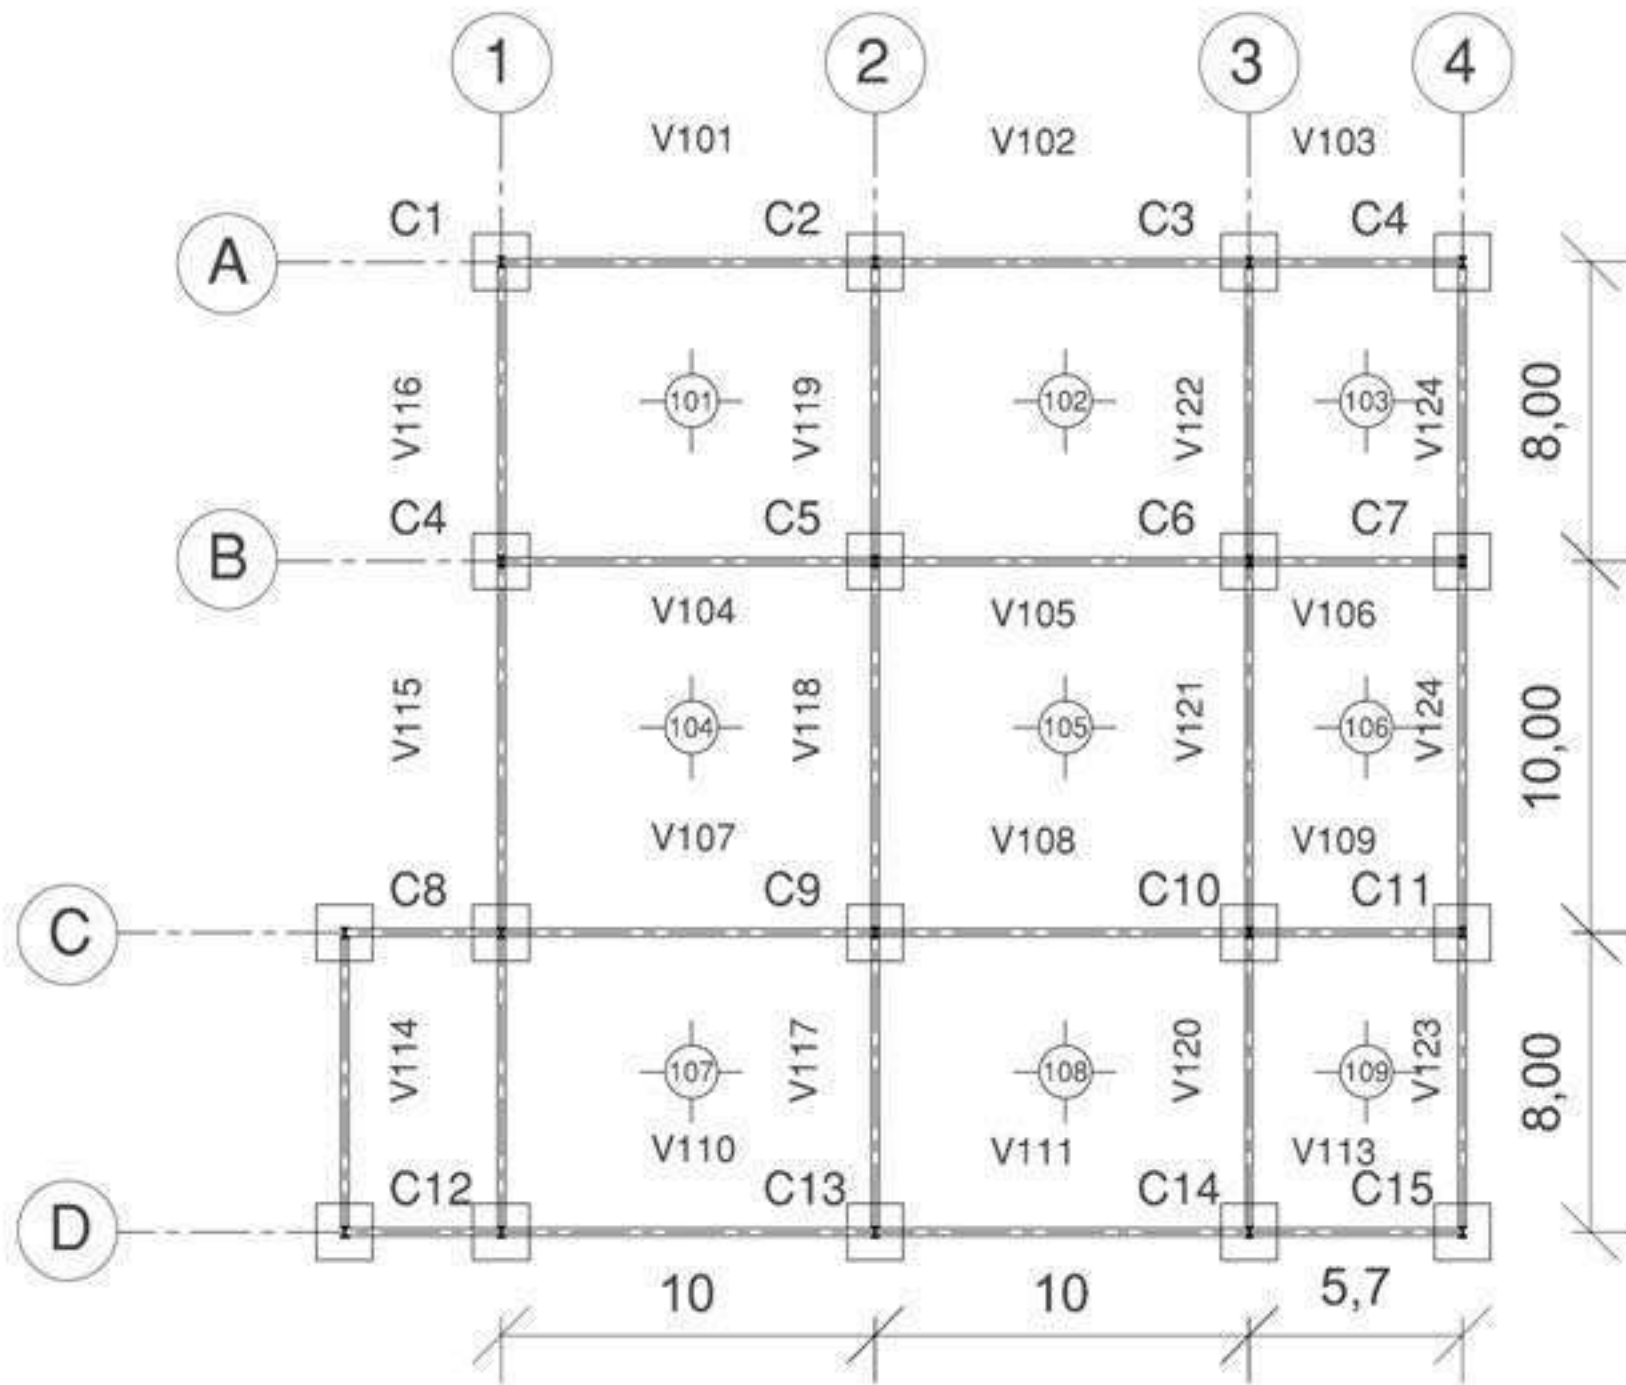 1 2 3 4
V101 V102 V103
C1 C2 C3 C4
A
V116 101 V119 102 V122 103 V124 8,00
C4 C5 C6 C7
B
V104 V105 V106
V115 104 V118 105 V121 106 V124 10,00
V107 V108 V109
C8 C9 C10 C11
C
V114 107 V117 108 V120 109 V123 8,00
V110 V111 V113
C12 C13 C14 C15
D
10 10 5,7